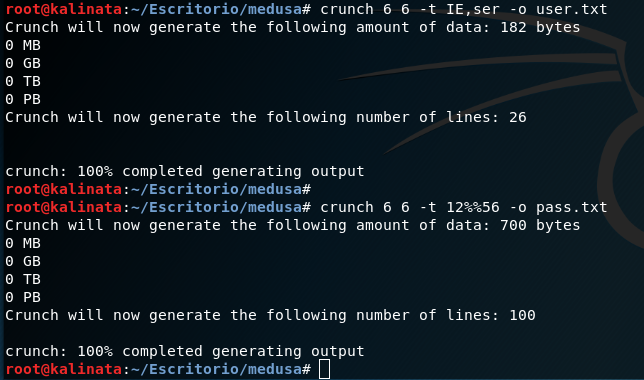 root@kalinata:~/Escritorio/medusa# crunch 6 6 -t IE,ser -o user.txt
Crunch will now generate the following amount of data: 182 bytes
0 MB
0 GB
0 TB
0 PB
Crunch will now generate the following number of lines: 26
crunch: 100% completed generating output
root@kalinata:~/Escritorio/medusa#
root@kalinata:~/Escritorio/medusa# crunch 6 6 -t 12%%56 -o pass.txt
Crunch will now generate the following amount of data: 700 bytes
0 MB
0 GB
0 TB
0 PB
Crunch will now generate the following number of lines: 100
crunch: 100% completed generating output
root@kalinata:~/Escritorio/medusa#